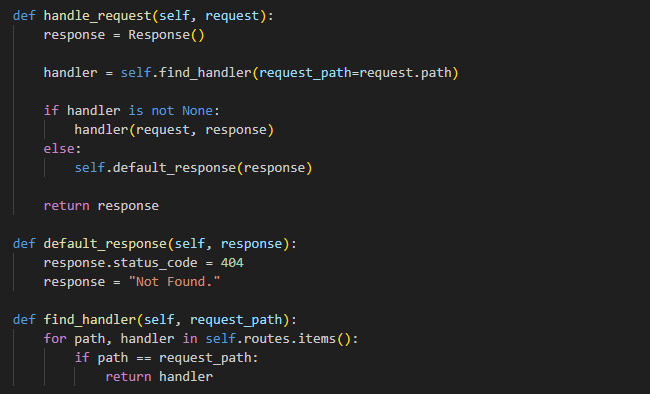 def handle_request(self, request):
    response = Response()

    handler = self.find_handler(request_path=request.path)

    if handler is not None:
        handler(request, response)
    else:
        self.default_response(response)

    return response

def default_response(self, response):
    response.status_code = 404
    response = "Not Found."

def find_handler(self, request_path):
    for path, handler in self.routes.items():
        if path == request_path:
            return handler